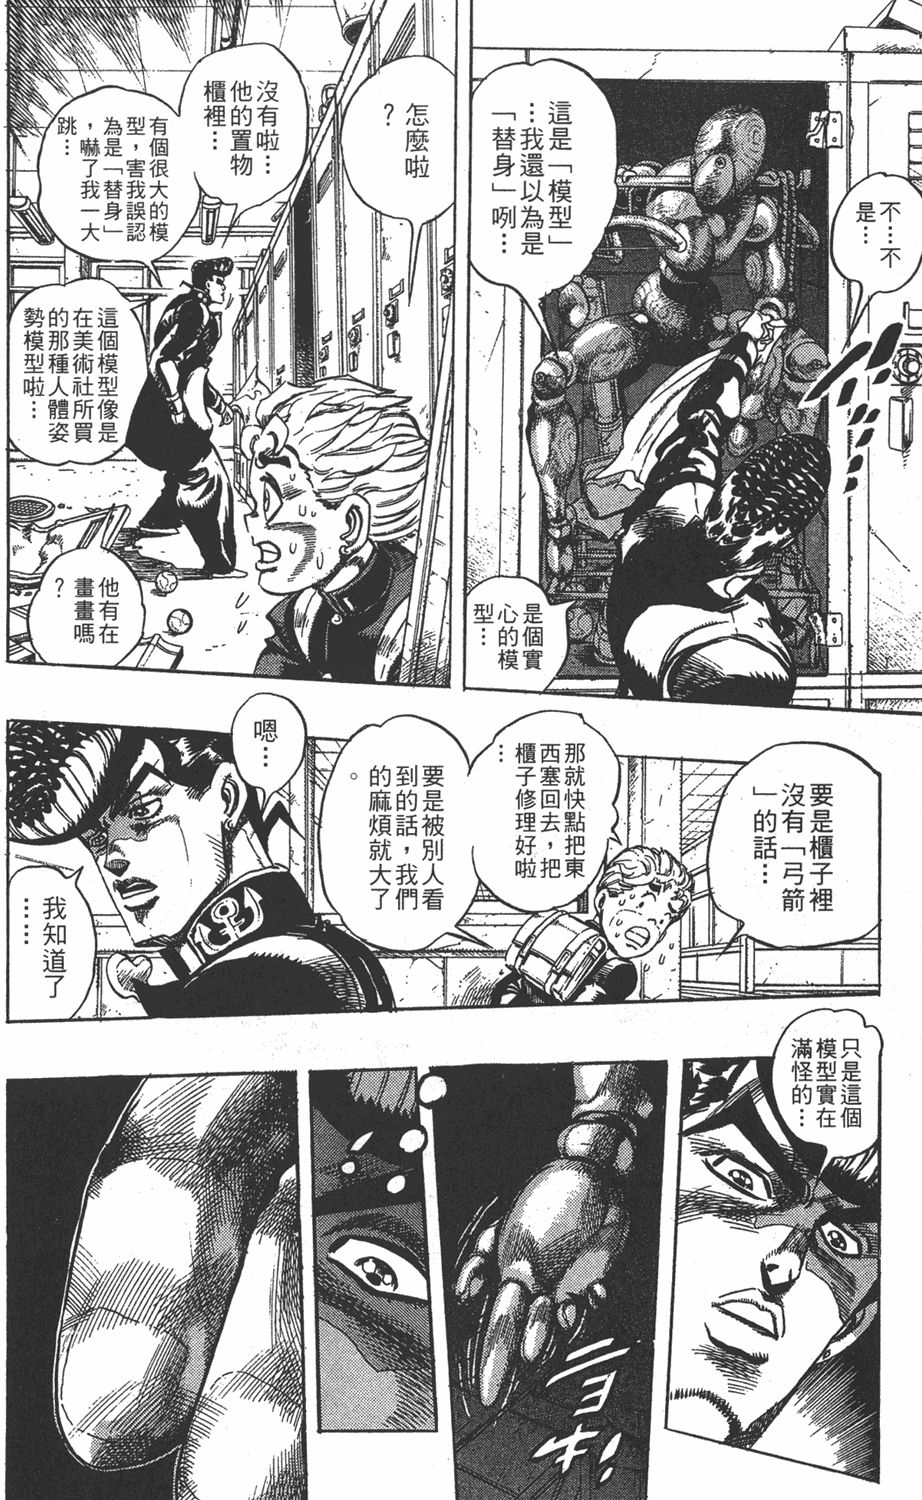 不…不
是…
這是「模型」
…我還以為是
「替身」咧…
是個實
心的模
型…
怎麼啦
？
沒有啦…
他的置物
櫃裡…
有個很大的模
型，害我誤認
為是「替身」
，嚇了我一大
跳…
這個模型像是
在美術社所買
的那種人體姿
勢模型啦…
他有在
畫畫嗎
？
要是櫃子裡
沒有「弓箭
」的話…
那就快點把東
西塞回去，把
櫃子修理好啦
…
要是被別人看
到的話，我們
的麻煩就大了
。
嗯…
我知道了
……
只是這個
模型實在
滿怪的…
ニョキ！